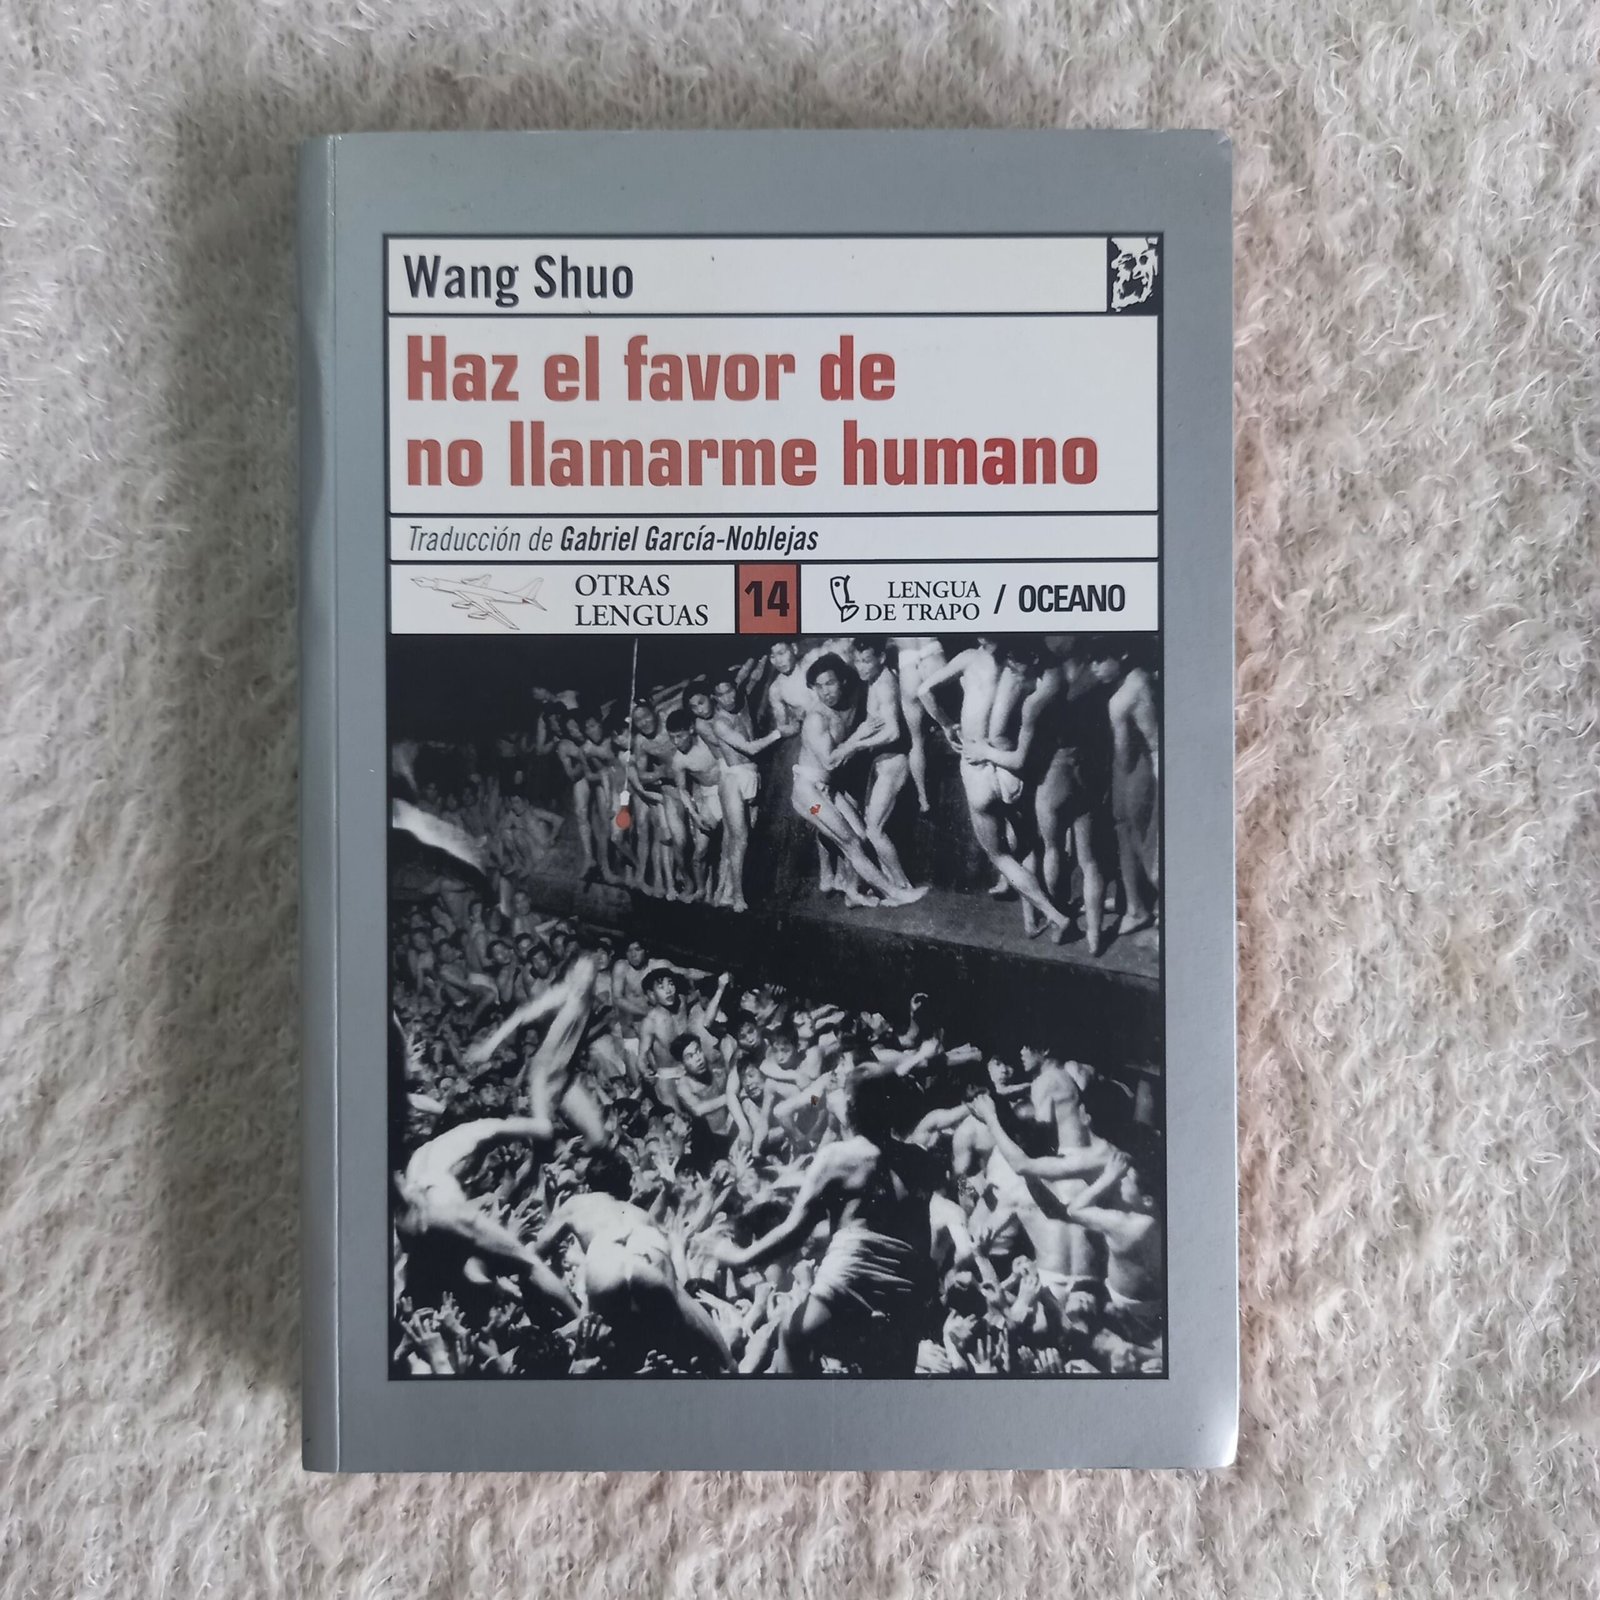 Wang Shuo
Haz el favor de
no llamarme humano
Traducción de Gabriel García-Noblejas
OTRAS
LENGUAS
14
LENGUA
DE TRAPO / OCEANO